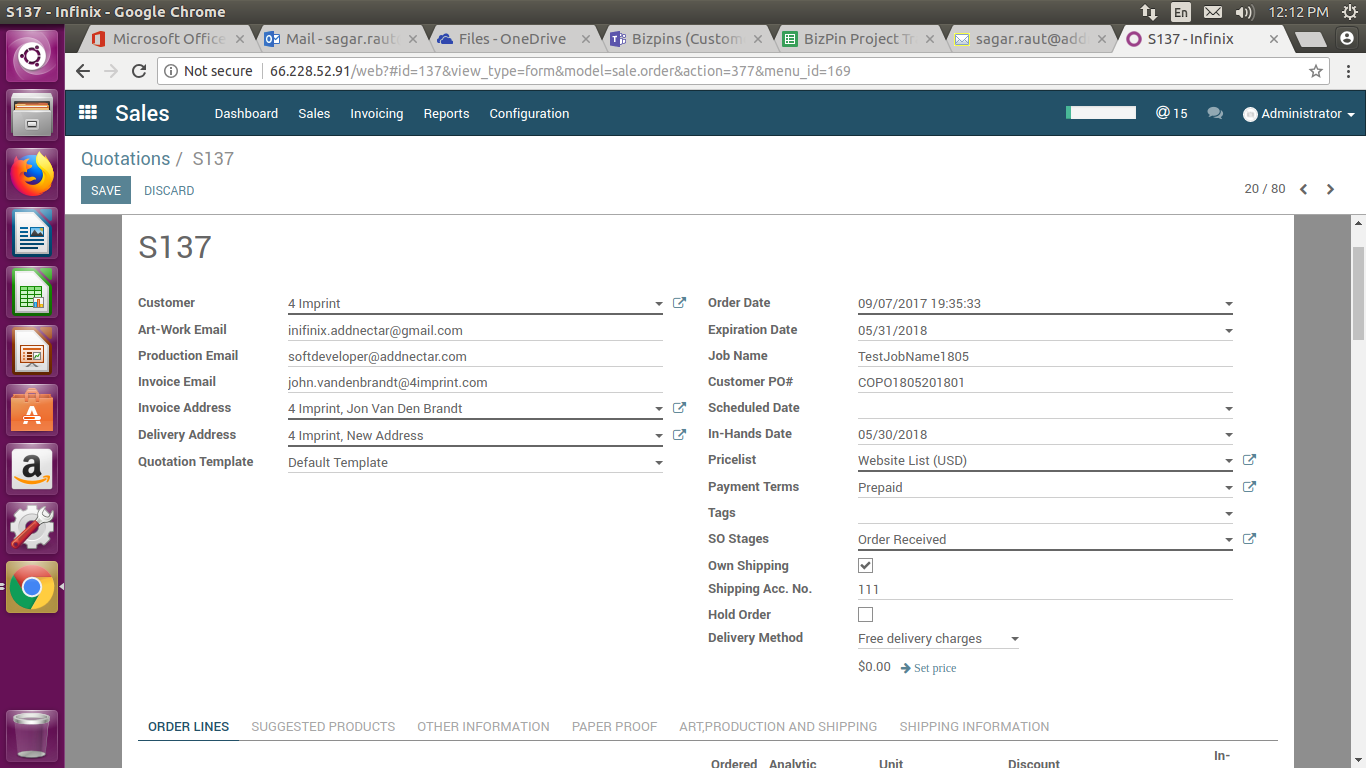 S137 - Infinix - Google Chrome
En
12:12 PM
Microsoft Office
Mail - sagar.raut@
Files - OneDrive
Bizpins (Custom
BizPin Project Tr
sagar.raut@add
S137 - Infinix
Not secure 66.228.52.91/web?#id=137&view_type=form&model=sale.order&action=377&menu_id=169
Sales Dashboard Sales Invoicing Reports Configuration @ 15 Administrator
Quotations / S137
SAVE DISCARD 20 / 80
S137
Customer 4 Imprint
Art-Work Email inifinix.addnectar@gmail.com
Production Email softdeveloper@addnectar.com
Invoice Email john.vandenbrandt@4imprint.com
Invoice Address 4 Imprint, Jon Van Den Brandt
Delivery Address 4 Imprint, New Address
Quotation Template Default Template
Order Date 09/07/2017 19:35:33
Expiration Date 05/31/2018
Job Name TestJobName1805
Customer PO# COPO1805201801
Scheduled Date
In-Hands Date 05/30/2018
Pricelist Website List (USD)
Payment Terms Prepaid
Tags
SO Stages Order Received
Own Shipping
Shipping Acc. No. 111
Hold Order
Delivery Method Free delivery charges
$0.00 Set price
ORDER LINES SUGGESTED PRODUCTS OTHER INFORMATION PAPER PROOF ART,PRODUCTION AND SHIPPING SHIPPING INFORMATION
In-
Ordered Analytic Unit Discount